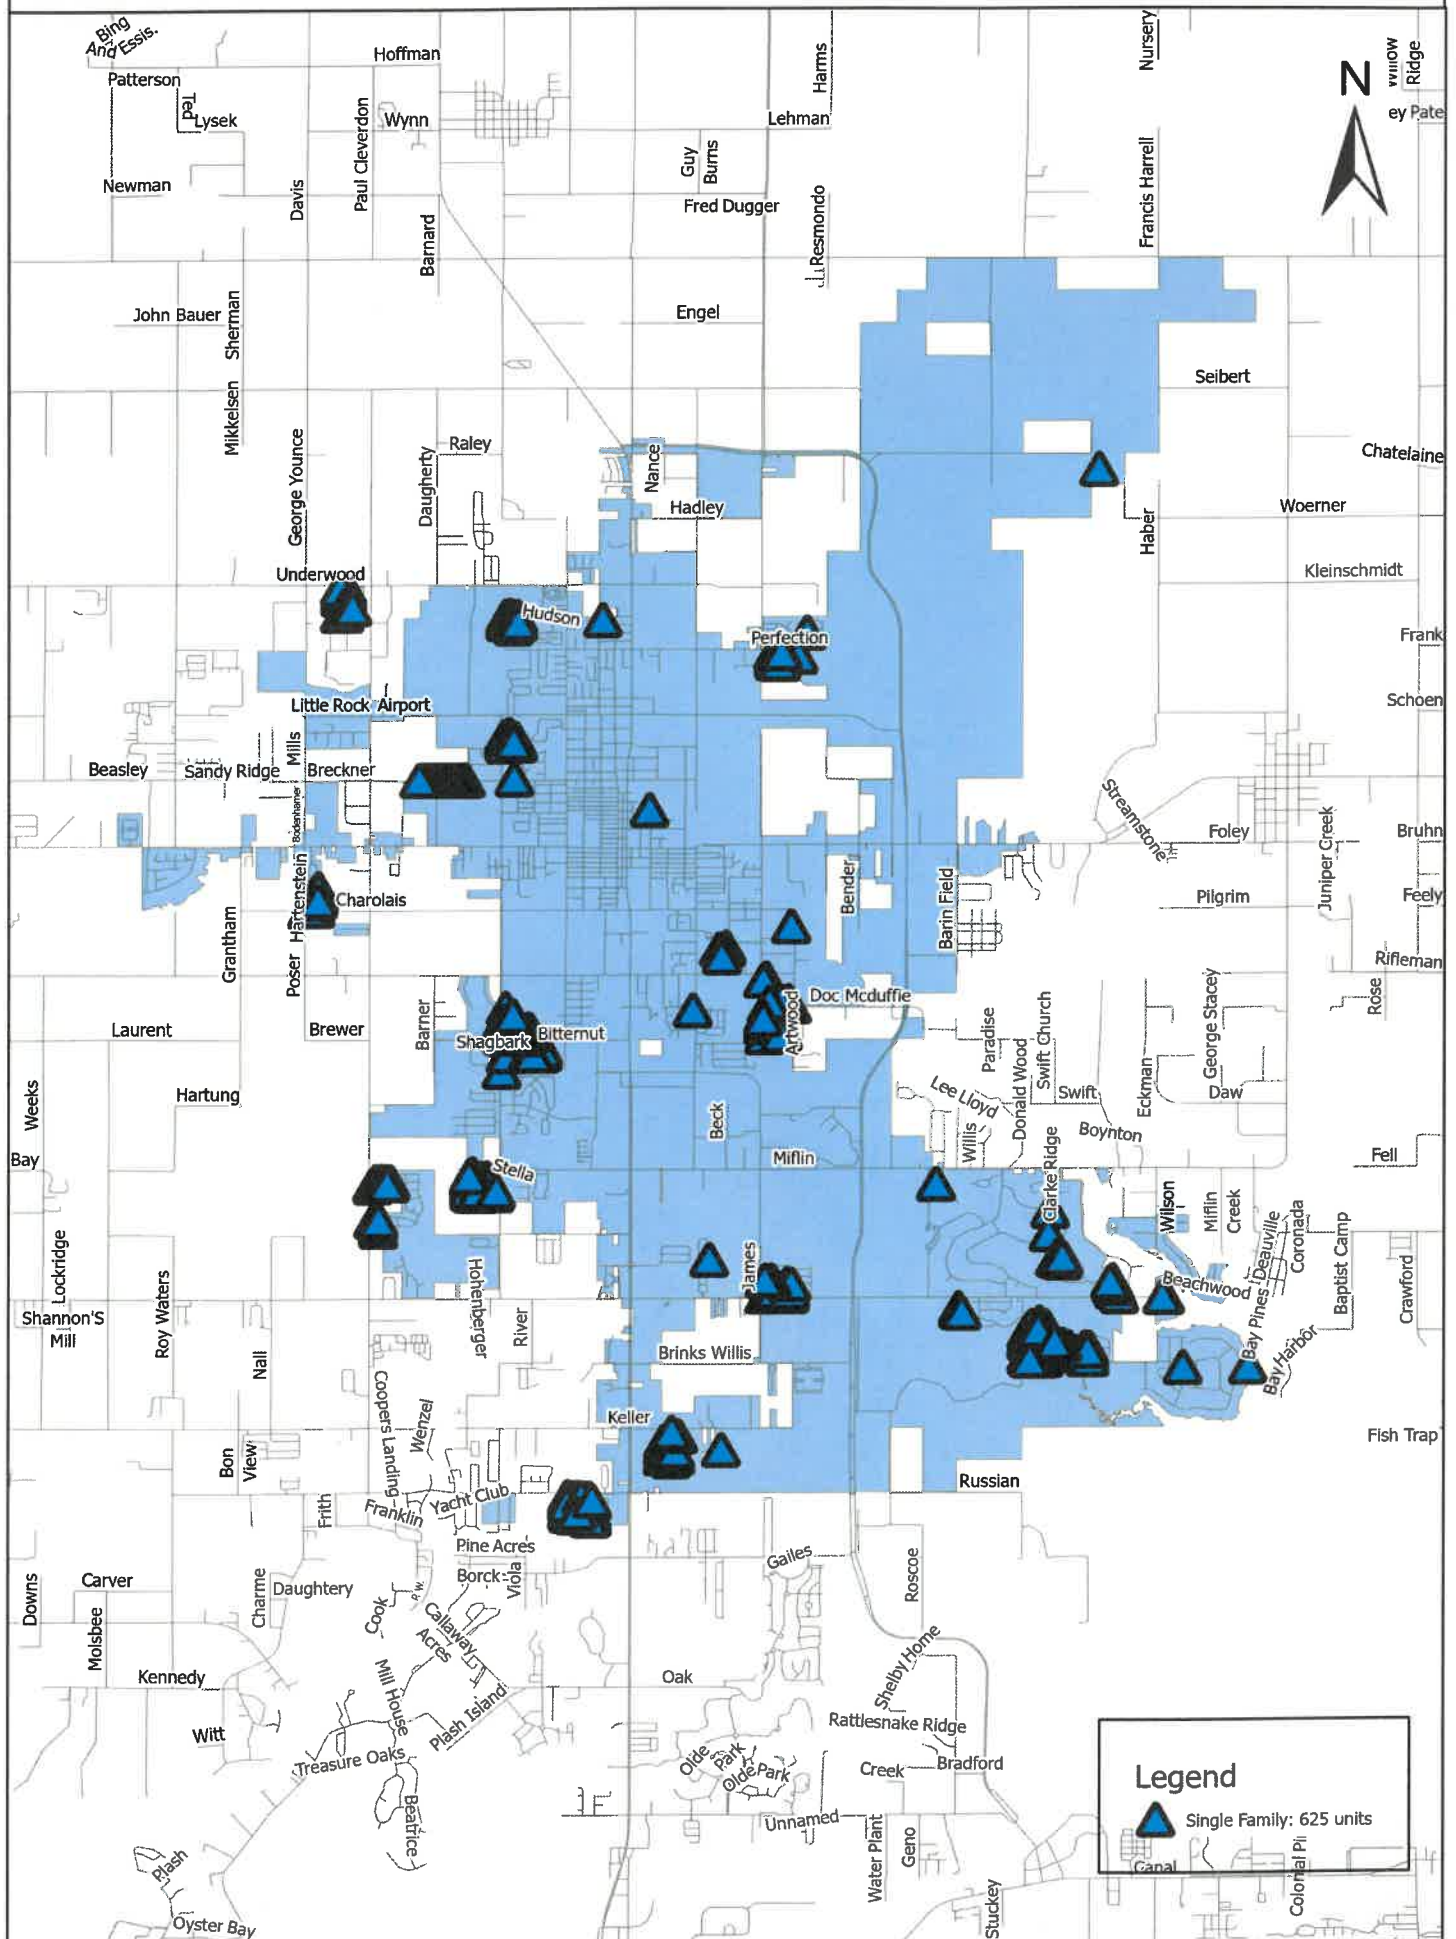 Bing
And Essis.
Hoffman
Patterson
Ted
Lysek
Paul Cleverdon
Wynn
Harms
Lehman
Nursery
N
Willow
Ridge
ey Pate
Newman
Davis
Barnard
Guy
Burns
Fred Dugger
Resmondo
Francis Harrell
John Bauer
Sherman
Engel
Mikkelsen
Seibert
George Younce
Daugherty
Raley
Nance
Hadley
Chatelaine
Haber
Woerner
Underwood
Hudson
Perfection
Kleinschmidt
Frank
Schoen
Little Rock
Airport
Beasley
Sandy Ridge
Mills
Breckner
Bodenhamer
Streamstone
Foley
Juniper Creek
Bruhn
Hartenstein
Charolais
Bender
Barin Field
Pilgrim
Feely
Grantham
Poser
Rifleman
Rose
Laurent
Brewer
Barner
Shagbark
Bitternut
Artwood
Doc Mcduffie
Paradise
Swift Church
George Stacey
Weeks
Hartung
Beck
Lee Lloyd
Donald Wood
Swift
Eckman
Daw
Bay
Stella
Miflin
Willis
Boynton
Clarke Ridge
Fell
Lockridge
Wilson
Miflin
Creek
Deauville
Coronada
Baptist Camp
Crawford
Shannon'S
Mill
Roy Waters
Nall
Hohenberger
River
James
Beachwood
Bay Pines
Bay Harbor
Brinks Willis
Coopers Landing
Wenzel
Keller
Fish Trap
Bon
View
Frith
Franklin
Yacht Club
Russian
Pine Acres
Borck
Viola
Gailes
Roscoe
Downs
Carver
Molsbee
Charme
Daughtery
Cook
R.W.
Callaway
Acres
Kennedy
Mill House
Plash Island
Oak
Shelby Home
Witt
Treasure Oaks
Rattlesnake Ridge
Olde
Park
Olde Park
Creek
Bradford
Beatrice
Unnamed
Water Plant
Geno
Legend
Single Family: 625 units
Canal
Plash
Oyster Bay
Stuckey